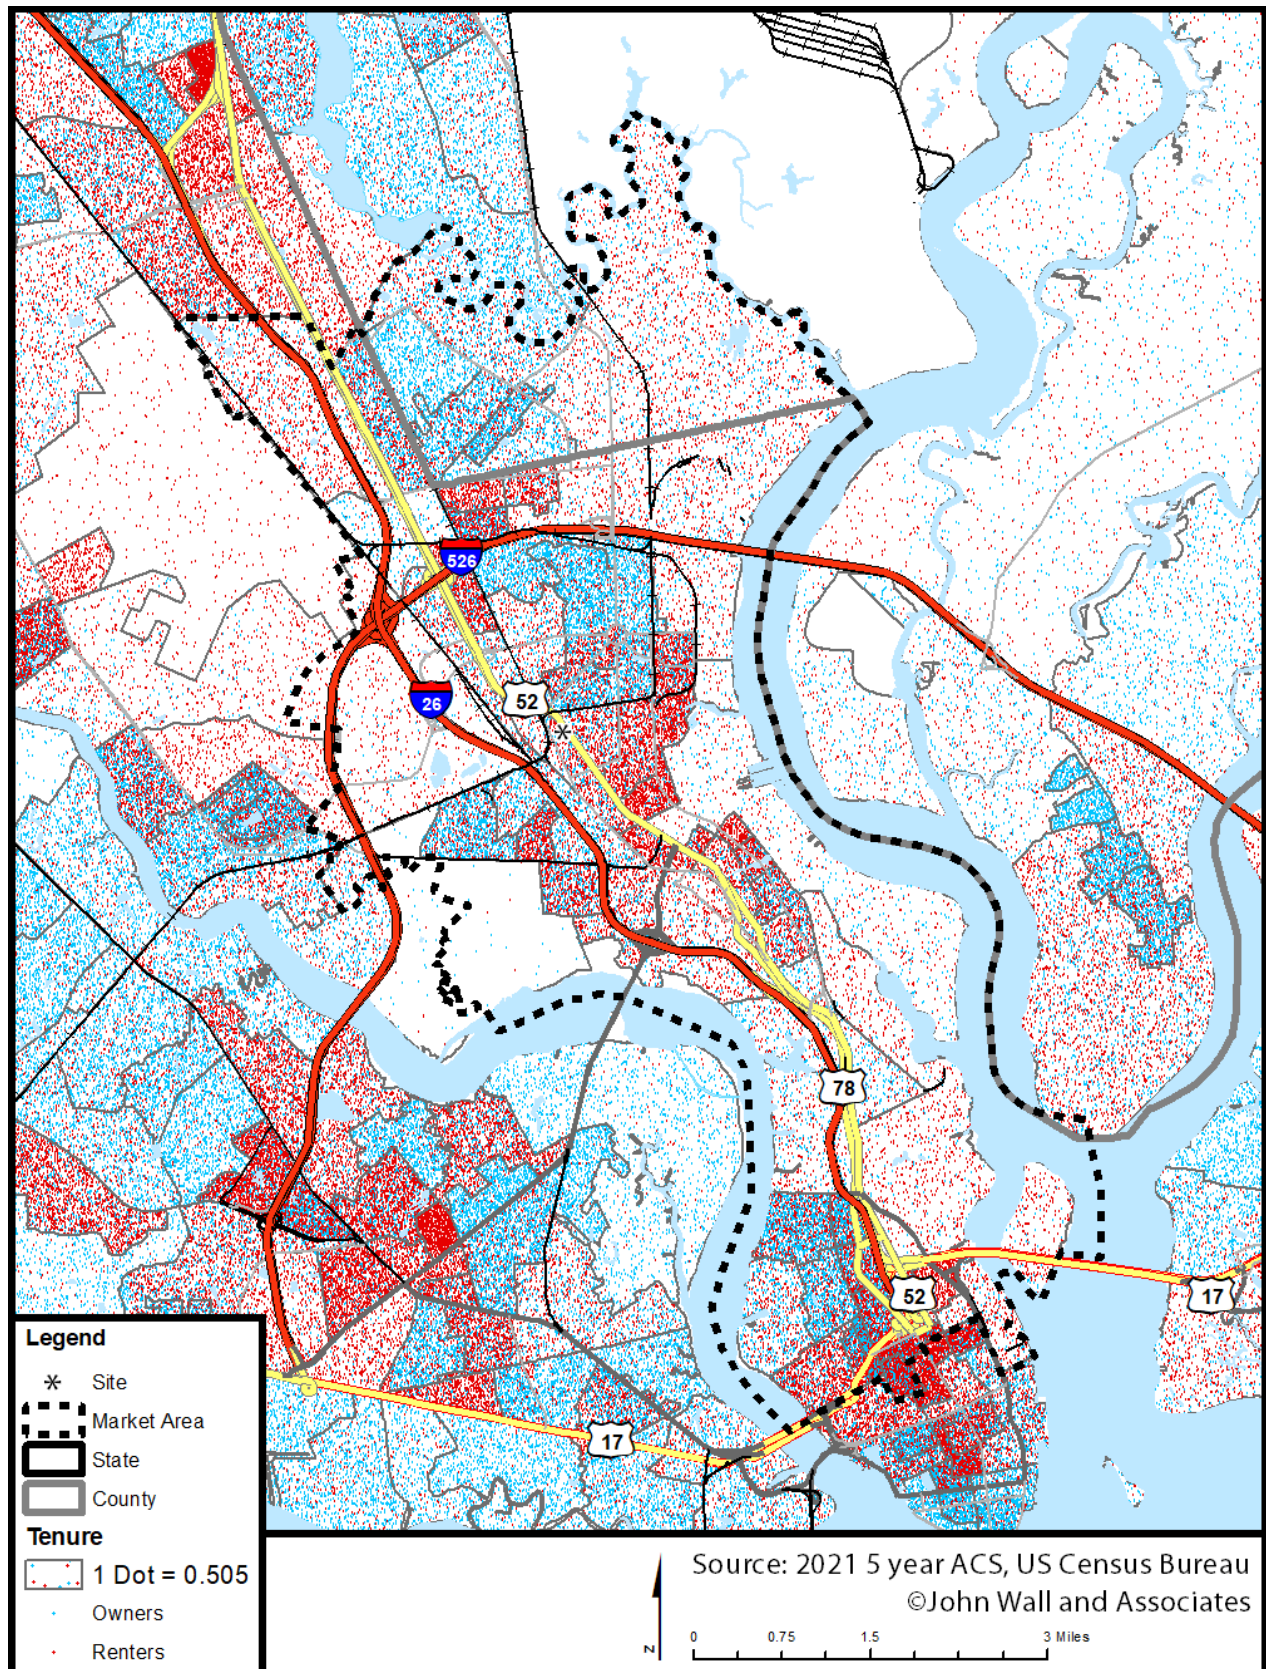 526
26
52
78
52
17
17
Legend
Site
Market Area
State
County
Tenure
1 Dot = 0.505
Owners
Renters
Source: 2021 5 year ACS, US Census Bureau
©John Wall and Associates
N
0 0.75 1.5 3 Miles